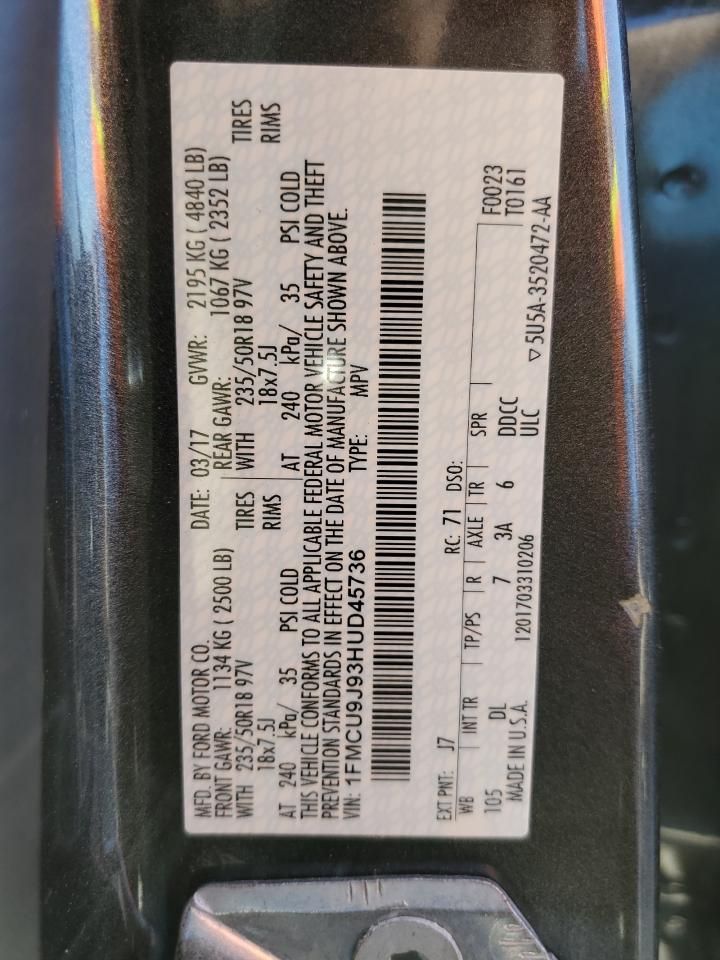 MFD. BY FORD MOTOR CO. DATE: 03/17 GVWR: 2195 KG ( 4840 LB)
FRONT GAWR: 1134 KG ( 2500 LB) REAR GAWR: 1067 KG ( 2352 LB)
WITH 235/50R18 97V TIRES WITH 235/50R18 97V TIRES
18x7.5J RIMS 18x7.5J RIMS
AT 240 kPa/ 35 PSI COLD AT 240 kPa/ 35 PSI COLD
THIS VEHICLE CONFORMS TO ALL APPLICABLE FEDERAL MOTOR VEHICLE SAFETY AND THEFT
PREVENTION STANDARDS IN EFFECT ON THE DATE OF MANUFACTURE SHOWN ABOVE.
VIN: 1FMCU9J93HUD45736 TYPE: MPV
EXT PNT: J7 RC: 71 DSO:
WB INT TR TP/PS R AXLE TR SPR F0023
105 DL 7 3A 6 DDCC T0161
MADE IN U.S.A. 1201703310206 ULC ▽5U5A-3520472-AA